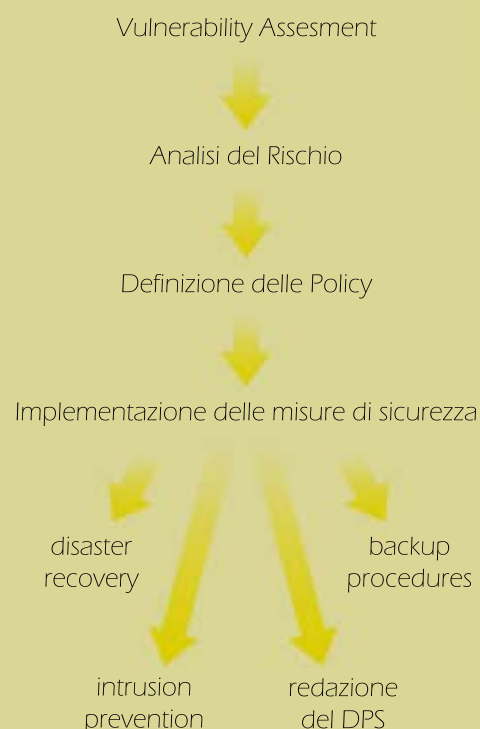 Vulnerability Assesment
Analisi del Rischio
Definizione delle Policy
Implementazione delle misure di sicurezza
disaster
recovery
backup
procedures
intrusion
prevention
redazione
del DPS